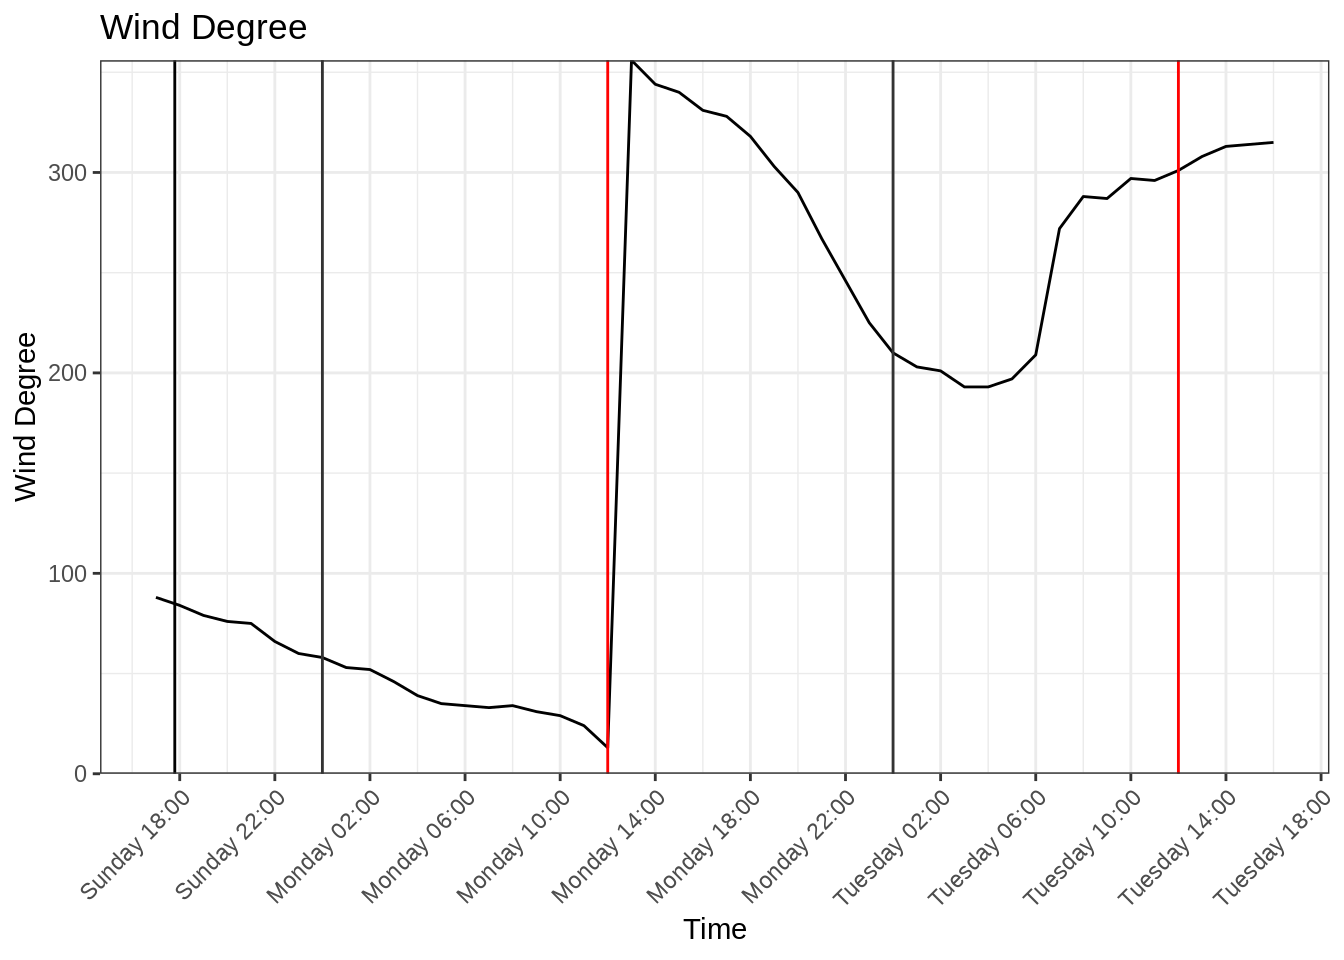 Wind Degree
Wind Degree
300
200
100
0
Sunday 18:00
Sunday 22:00
Monday 02:00
Monday 06:00
Monday 10:00
Monday 14:00
Monday 18:00
Monday 22:00
Tuesday 02:00
Tuesday 06:00
Tuesday 10:00
Tuesday 14:00
Tuesday 18:00
Time